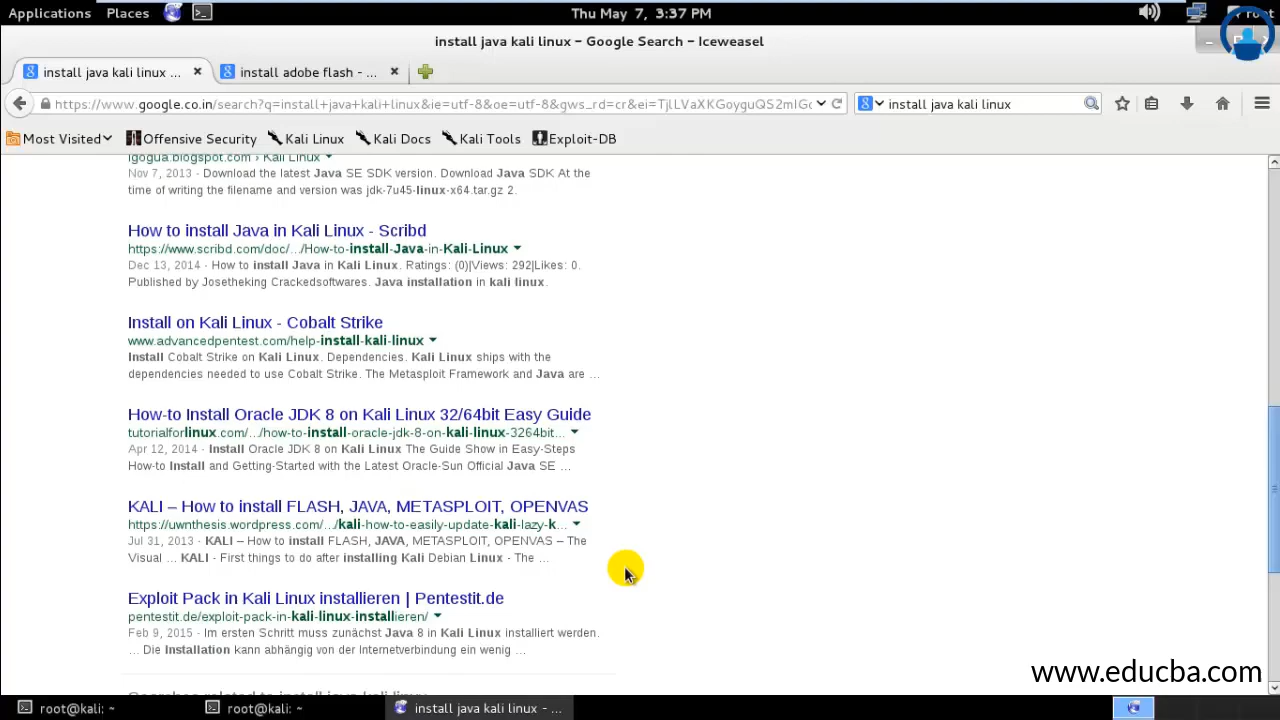 Applications Places Thu May 7, 3:37 PM root
install java kali linux - Google Search - Iceweasel
install java kali linux ... install adobe flash - ...
https://www.google.co.in/search?q=install+java+kali+linux&ie=utf-8&oe=utf-8&gws_rd=cr&ei=TjlLVaXKGoyguQS2mIGc install java kali linux
Most Visited Offensive Security Kali Linux Kali Docs Kali Tools Exploit-DB
igogua.blogspot.com › Kali Linux
Nov 7, 2013 - Download the latest Java SE SDK version. Download Java SDK At the
time of writing the filename and version was jdk-7u45-linux-x64.tar.gz 2.
How to install Java in Kali Linux - Scribd
https://www.scribd.com/doc/.../How-to-install-Java-in-Kali-Linux
Dec 13, 2014 - How to install Java in Kali Linux. Ratings: (0)|Views: 292|Likes: 0.
Published by Josetheking Crackedsoftwares. Java installation in kali linux.
Install on Kali Linux - Cobalt Strike
www.advancedpentest.com/help-install-kali-linux
Install Cobalt Strike on Kali Linux. Dependencies. Kali Linux ships with the
dependencies needed to use Cobalt Strike. The Metasploit Framework and Java are ...
How-to Install Oracle JDK 8 on Kali Linux 32/64bit Easy Guide
tutorialforlinux.com/.../how-to-install-oracle-jdk-8-on-kali-linux-3264bit...
Apr 12, 2014 - Install Oracle JDK 8 on Kali Linux The Guide Show in Easy-Steps
How-to Install and Getting-Started with the Latest Oracle-Sun Official Java SE ...
KALI – How to install FLASH, JAVA, METASPLOIT, OPENVAS
https://uwnthesis.wordpress.com/.../kali-how-to-easily-update-kali-lazy-k...
Jul 31, 2013 - KALI – How to install FLASH, JAVA, METASPLOIT, OPENVAS – The
Visual ... KALI - First things to do after installing Kali Debian Linux - The ...
Exploit Pack in Kali Linux installieren | Pentestit.de
pentestit.de/exploit-pack-in-kali-linux-installieren/
Feb 9, 2015 - Im ersten Schritt muss zunächst Java 8 in Kali Linux installiert werden.
... Die Installation kann abhängig von der Internetverbindung ein wenig ...
Searches related to install java kali linux
www.educba.com
root@kali: ~ root@kali: ~ install java kali linux - ...